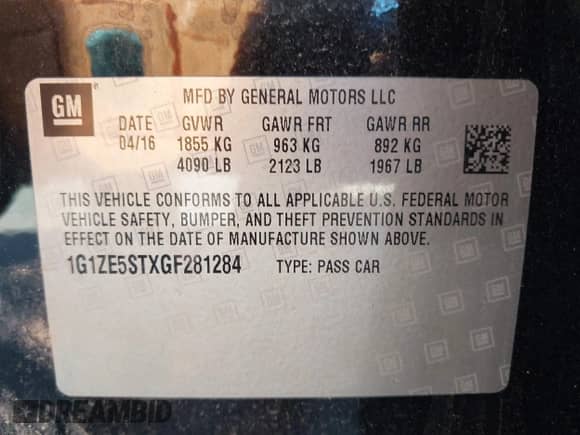 GM
MFD BY GENERAL MOTORS LLC
DATE GVWR GAWR FRT GAWR RR
04/16 1855 KG 963 KG 892 KG
4090 LB 2123 LB 1967 LB
THIS VEHICLE CONFORMS TO ALL APPLICABLE U.S. FEDERAL MOTOR
VEHICLE SAFETY, BUMPER, AND THEFT PREVENTION STANDARDS IN
EFFECT ON THE DATE OF MANUFACTURE SHOWN ABOVE.
1G1ZE5STXGF281284 TYPE: PASS CAR
DREAMBID